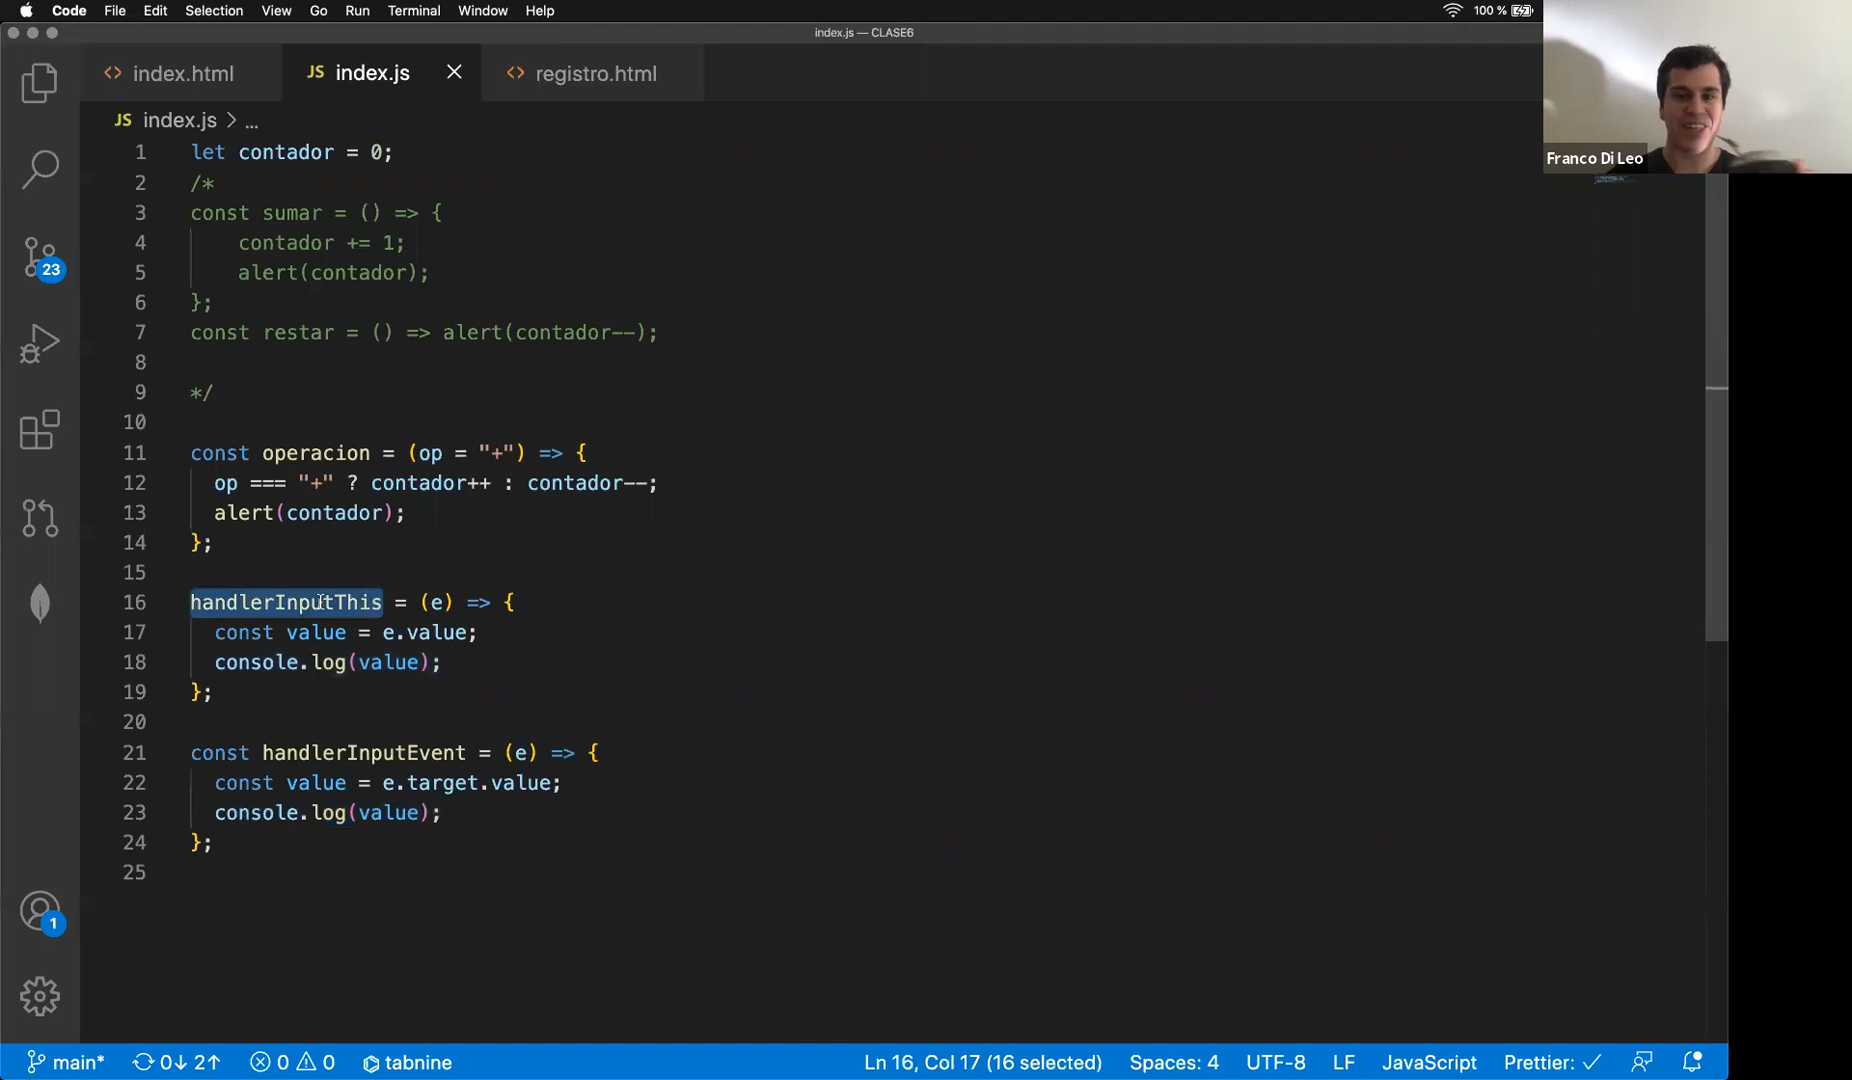 Code File Edit Selection View Go Run Terminal Window Help
100 %
index.js — CLASE6
index.html
JS index.js
registro.html
Franco Di Leo
JS index.js > ...
1 let contador = 0;
2 /*
3 const sumar = () => {
4 contador += 1;
5 alert(contador);
6 };
7 const restar = () => alert(contador--);
8
9 */
10
11 const operacion = (op = "+") => {
12 op === "+" ? contador++ : contador--;
13 alert(contador);
14 };
15
16 handlerInputThis = (e) => {
17 const value = e.value;
18 console.log(value);
19 };
20
21 const handlerInputEvent = (e) => {
22 const value = e.target.value;
23 console.log(value);
24 };
25
23
1
main* 0↓ 2↑ 0 0 tabnine Ln 16, Col 17 (16 selected) Spaces: 4 UTF-8 LF JavaScript Prettier: ✓